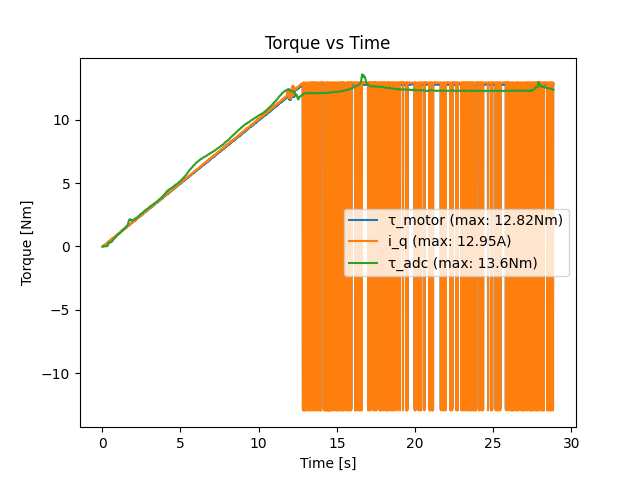 Torque vs Time
Torque [Nm]
10
5
0
−5
−10
τ_motor (max: 12.82Nm)
i_q (max: 12.95A)
τ_adc (max: 13.6Nm)
0
5
10
15
20
25
30
Time [s]